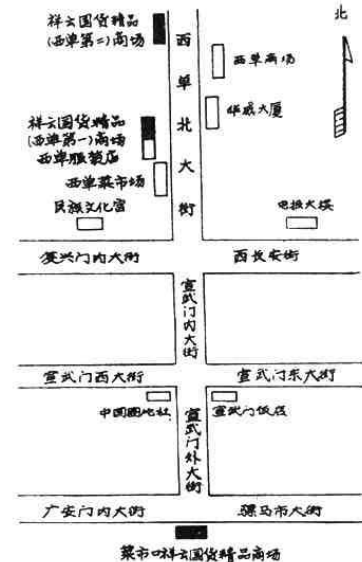 北
祥云国货精品
(西单第二)商场
西单北大街
西单商场
华威大厦
祥云国货精品
(西单第一)商场
西单服装店
西单菜市场
民族文化宫
电报大楼
复兴门内大街
西长安街
宣武门内大街
宣武门西大街
宣武门东大街
中国图地社
宣武门饭店
宣武门外大街
广安门内大街
骡马市大街
菜市口祥云国货精品商场